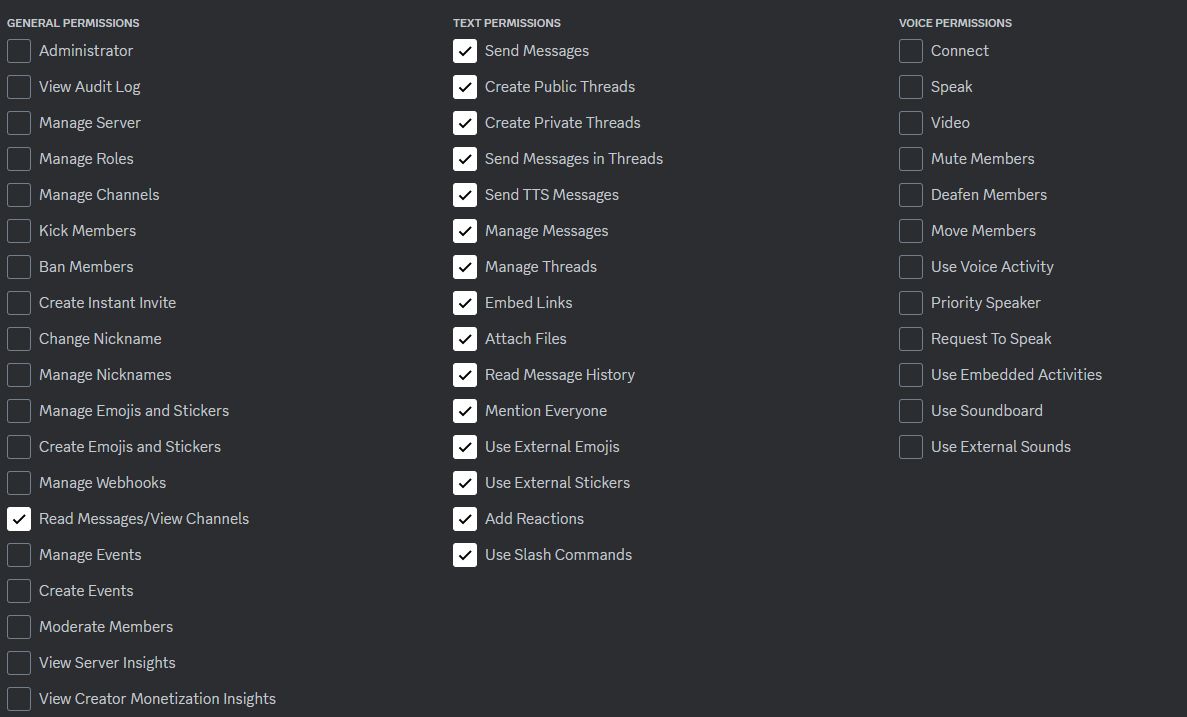 GENERAL PERMISSIONS
Administrator
View Audit Log
Manage Server
Manage Roles
Manage Channels
Kick Members
Ban Members
Create Instant Invite
Change Nickname
Manage Nicknames
Manage Emojis and Stickers
Create Emojis and Stickers
Manage Webhooks
Read Messages/View Channels
Manage Events
Create Events
Moderate Members
View Server Insights
View Creator Monetization Insights
TEXT PERMISSIONS
Send Messages
Create Public Threads
Create Private Threads
Send Messages in Threads
Send TTS Messages
Manage Messages
Manage Threads
Embed Links
Attach Files
Read Message History
Mention Everyone
Use External Emojis
Use External Stickers
Add Reactions
Use Slash Commands
VOICE PERMISSIONS
Connect
Speak
Video
Mute Members
Deafen Members
Move Members
Use Voice Activity
Priority Speaker
Request To Speak
Use Embedded Activities
Use Soundboard
Use External Sounds